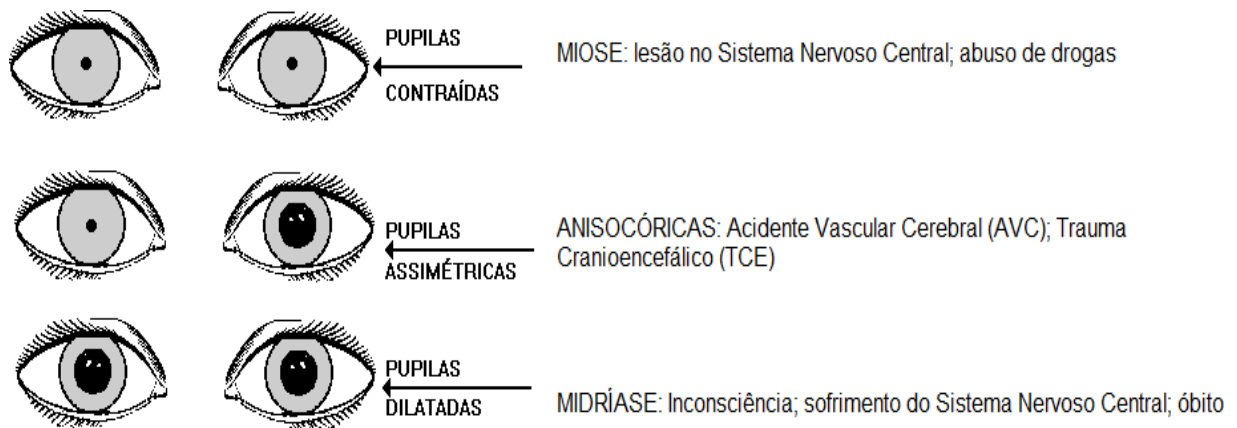 PUPILAS
CONTRAÍDAS
MIOSE: lesão no Sistema Nervoso Central; abuso de drogas
PUPILAS
ASSIMÉTRICAS
ANISOCÓRICAS: Acidente Vascular Cerebral (AVC); Trauma
Cranioencefálico (TCE)
PUPILAS
DILATADAS
MIDRÍASE: Inconsciência; sofrimento do Sistema Nervoso Central; óbito